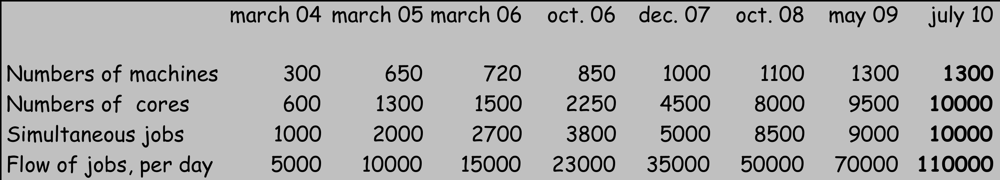 march 04 march 05 march 06 oct. 06 dec. 07 oct. 08 may 09 july 10
Numbers of machines 300 650 720 850 1000 1100 1300 1300
Numbers of cores 600 1300 1500 2250 4500 8000 9500 10000
Simultaneous jobs 1000 2000 2700 3800 5000 8500 9000 10000
Flow of jobs, per day 5000 10000 15000 23000 35000 50000 70000 110000